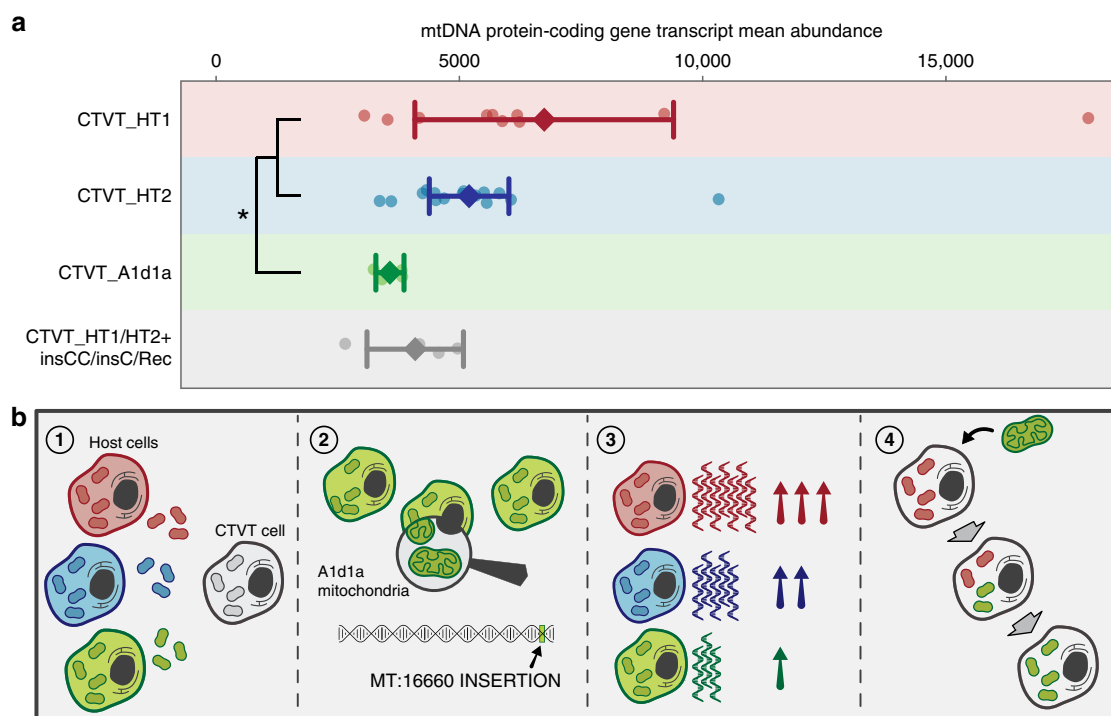 a
mtDNA protein-coding gene transcript mean abundance
0 5000 10,000 15,000
CTVT_HT1
CTVT_HT2
*
CTVT_A1d1a
CTVT_HT1/HT2+
insCC/insC/Rec
b
1 2 3 4
Host cells
CTVT cell
A1d1a
mitochondria
MT:16660 INSERTION